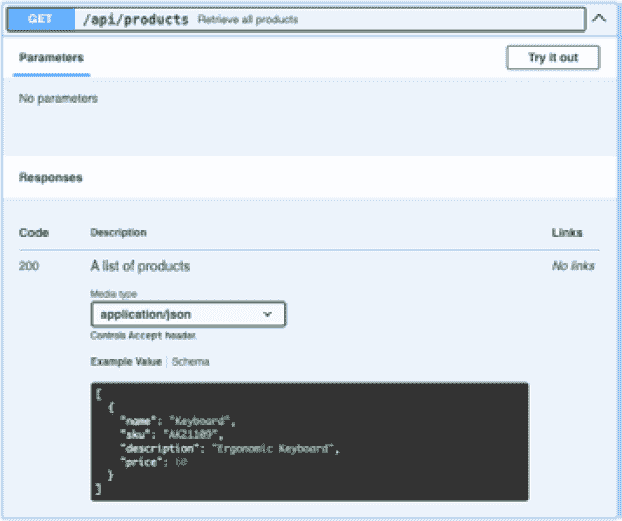 GET /api/products Retrieve all products
Parameters
Try it out
No parameters
Responses
Code Description Links
200 A list of products No links
Media type
application/json
Controls Accept header.
Example Value | Schema
[
{
"name": "Keyboard",
"sku":
"description": "Ergonomic Keyboard",
"price":
}
]